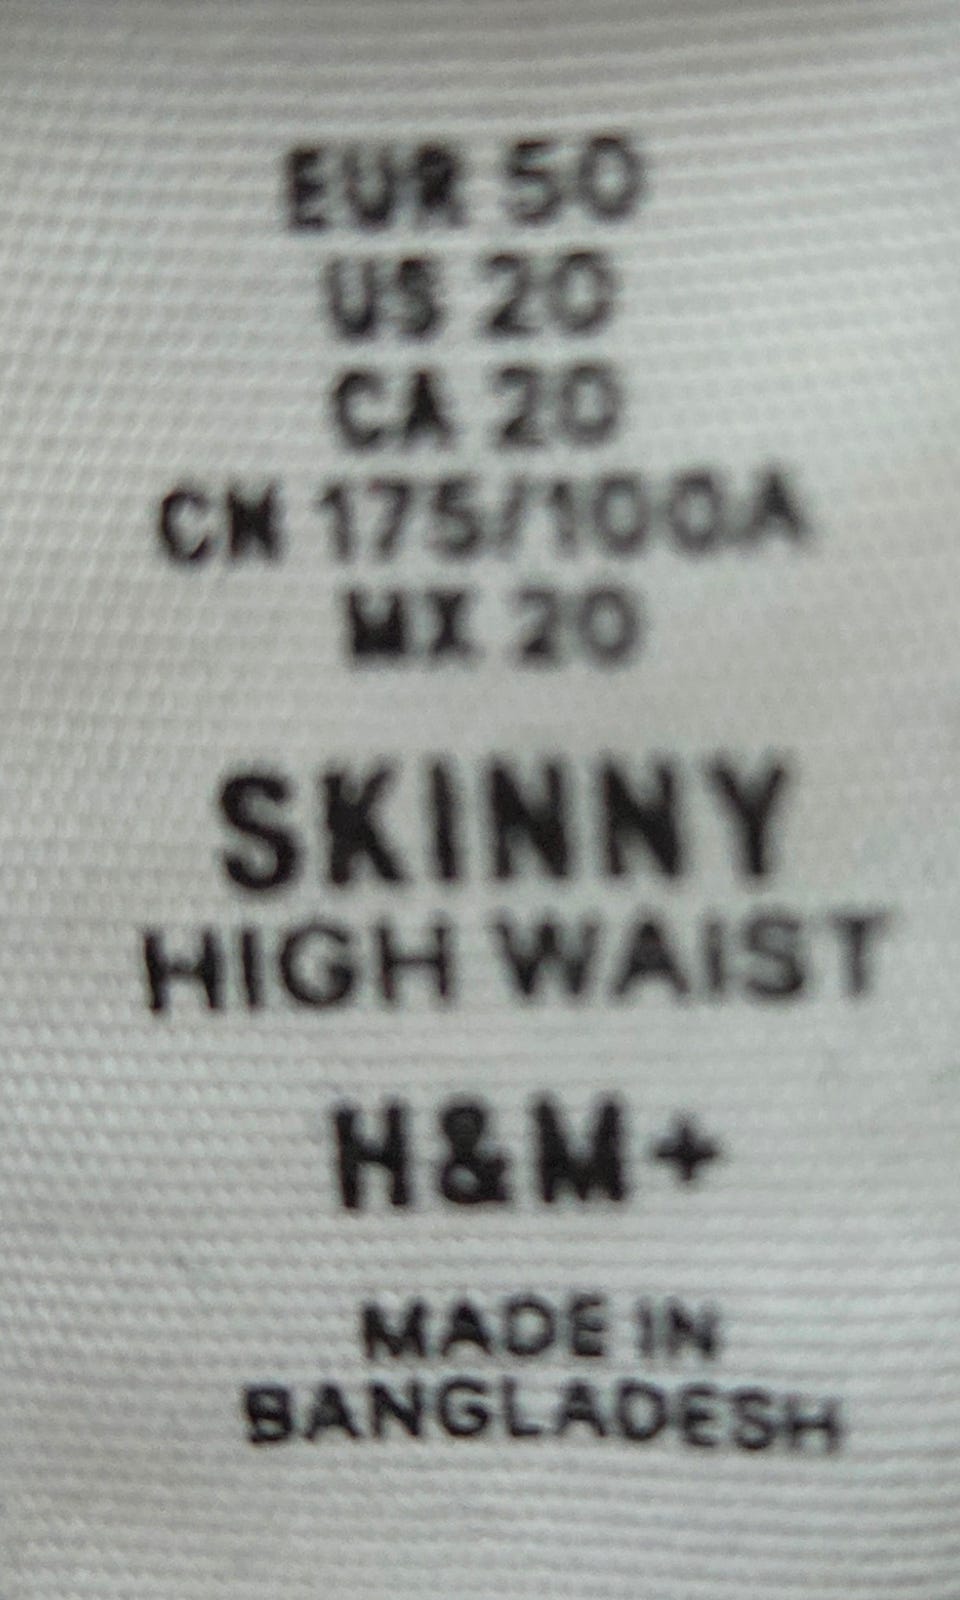 EUR 50
US 20
CA 20
CN 175/100A
MX 20
SKINNY
HIGH WAIST
H&M+
MADE IN
BANGLADESH